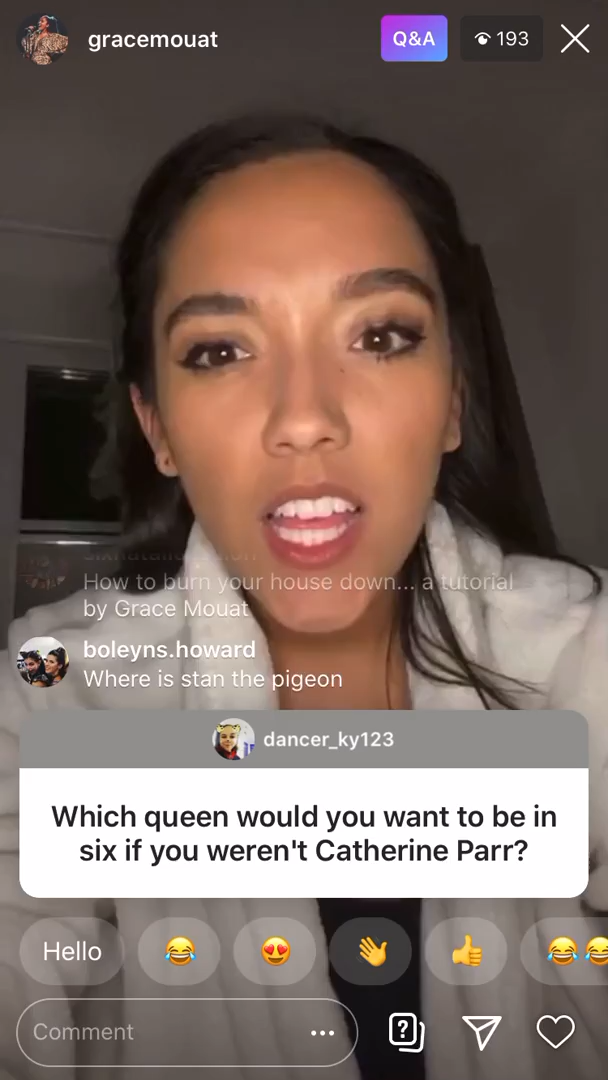 gracemouat
Q&A
193
How to burn your house down... a tutorial
by Grace Mouat
boleyns.howard
Where is stan the pigeon
dancer_ky123
Which queen would you want to be in
six if you weren't Catherine Parr?
Hello
Comment